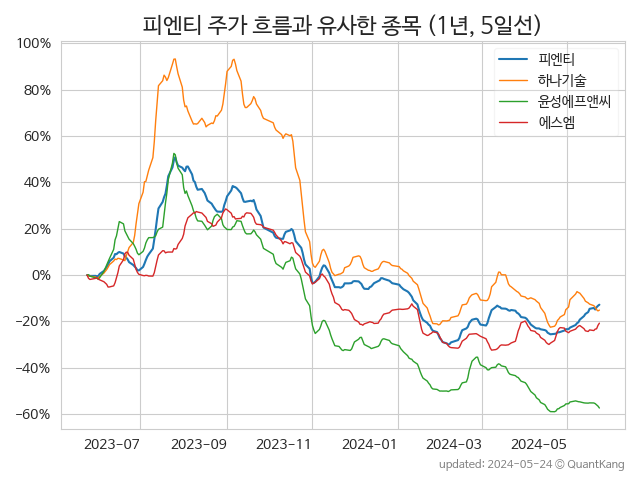 피엔티 주가 흐름과 유사한 종목 (1년, 5일선)
100%
80%
60%
40%
20%
0%
−20%
−40%
−60%
피엔티
하나기술
윤성에프앤씨
에스엠
2023-07
2023-09
2023-11
2024-01
2024-03
2024-05
updated: 2024-05-24 © QuantKang